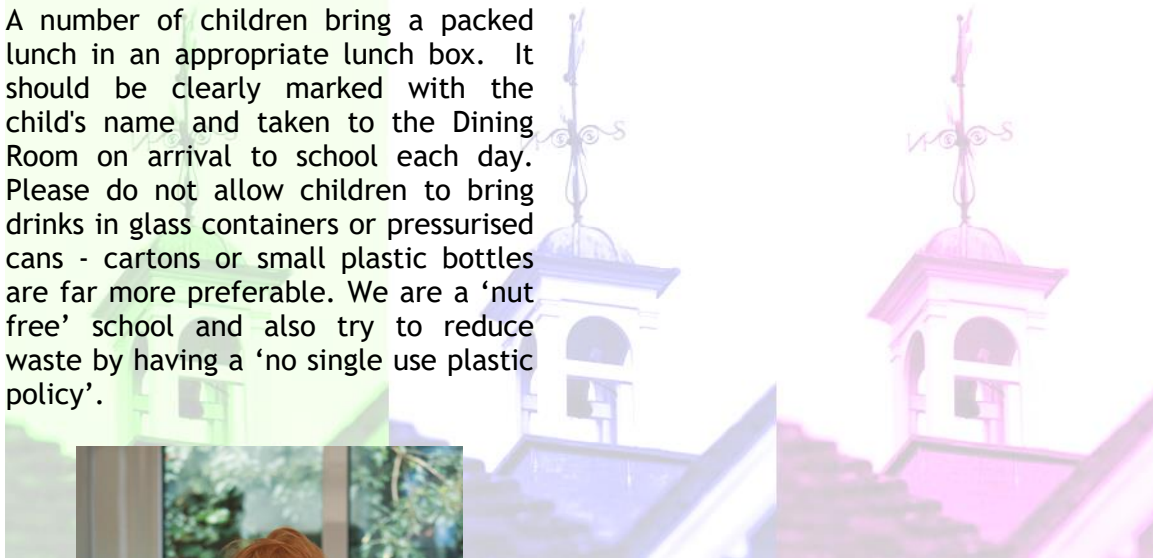 A number of children bring a packed
lunch in an appropriate lunch box. It
should be clearly marked with the
child's name and taken to the Dining
Room on arrival to school each day.
Please do not allow children to bring
drinks in glass containers or pressurised
cans - cartons or small plastic bottles
are far more preferable. We are a ‘nut
free’ school and also try to reduce
waste by having a ‘no single use plastic
policy’.
N S
N S